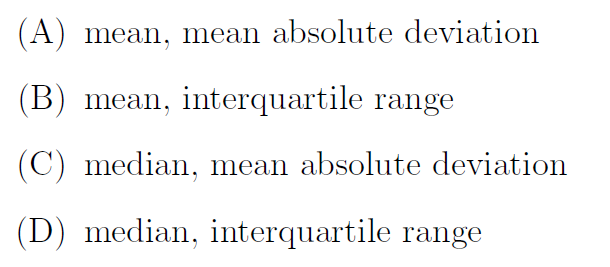 (A) mean, mean absolute deviation
(B) mean, interquartile range
(C) median, mean absolute deviation
(D) median, interquartile range